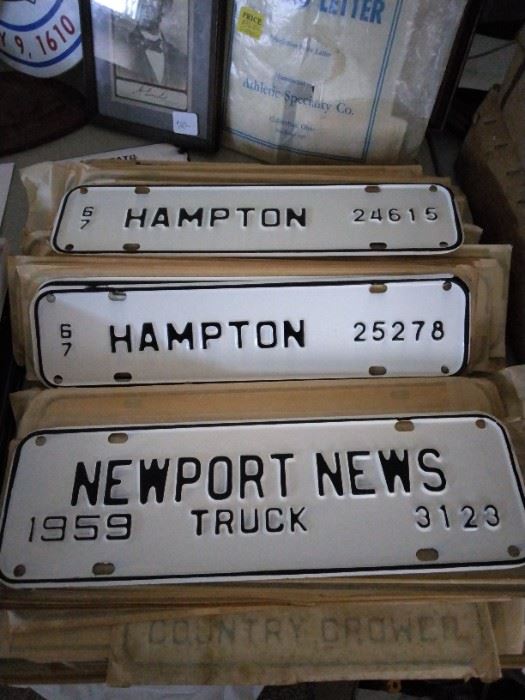 Y 9, 1610
LETTER
PRICE
Athletic Specialty Co.
67 HAMPTON 24615
67 HAMPTON 25278
NEWPORT NEWS
1959 TRUCK 3123
COUNTRY GROWER